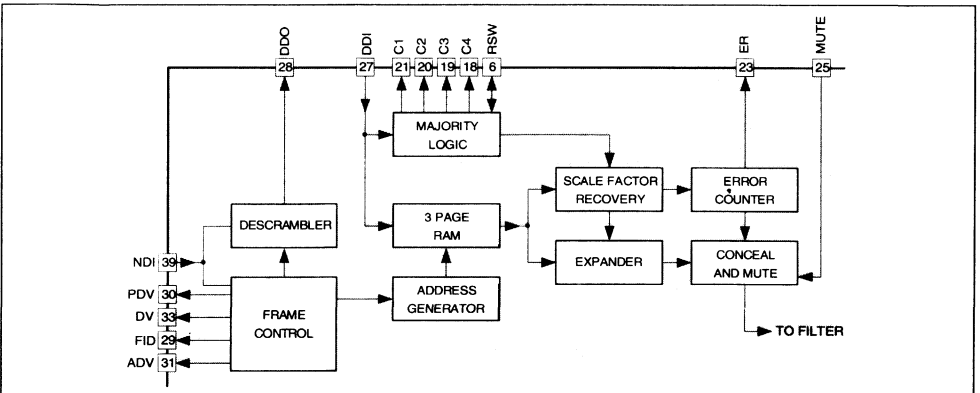 DDO
DDI
C1
C2
C3
C4
RSW
ER
MUTE
28
27
21
20
19
18
6
23
25
MAJORITY
LOGIC
SCALE FACTOR
RECOVERY
ERROR
COUNTER
DESCRAMBLER
3 PAGE
RAM
EXPANDER
CONCEAL
AND MUTE
NDI 39
PDV 30
DV 33
FID 29
ADV 31
FRAME
CONTROL
ADDRESS
GENERATOR
TO FILTER